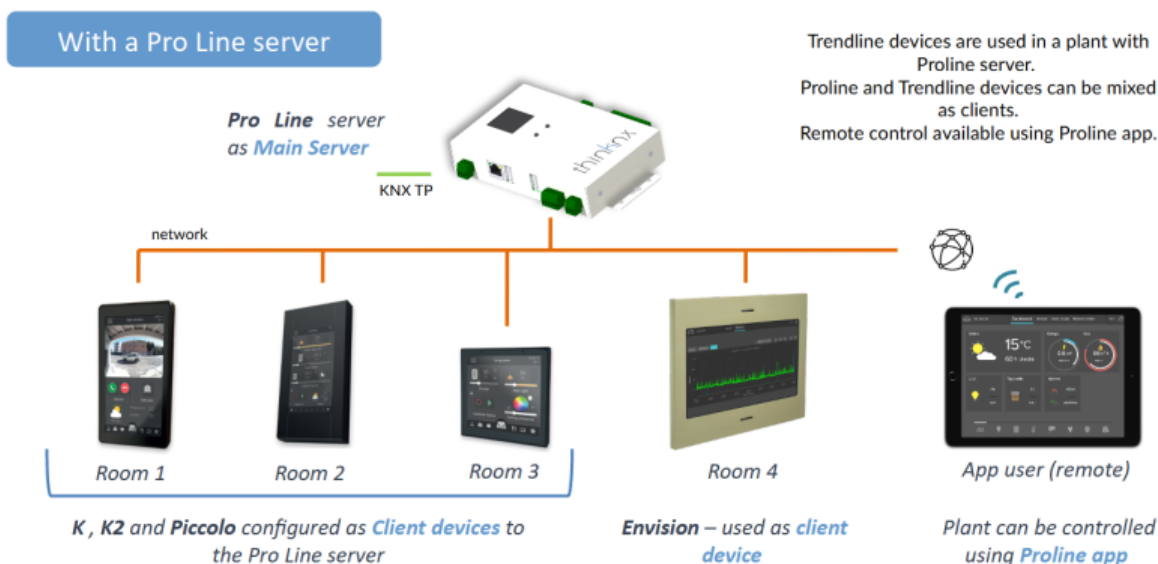 With a Pro Line server
Trendline devices are used in a plant with
Proline server.
Proline and Trendline devices can be mixed
as clients.
Remote control available using Proline app.
Pro Line server
as Main Server
thinknx
KNX TP
network
15°C
Room 1
Room 2
Room 3
Room 4
App user (remote)
K , K2 and Piccolo configured as Client devices to
the Pro Line server
Envision – used as client
device
Plant can be controlled
using Proline app